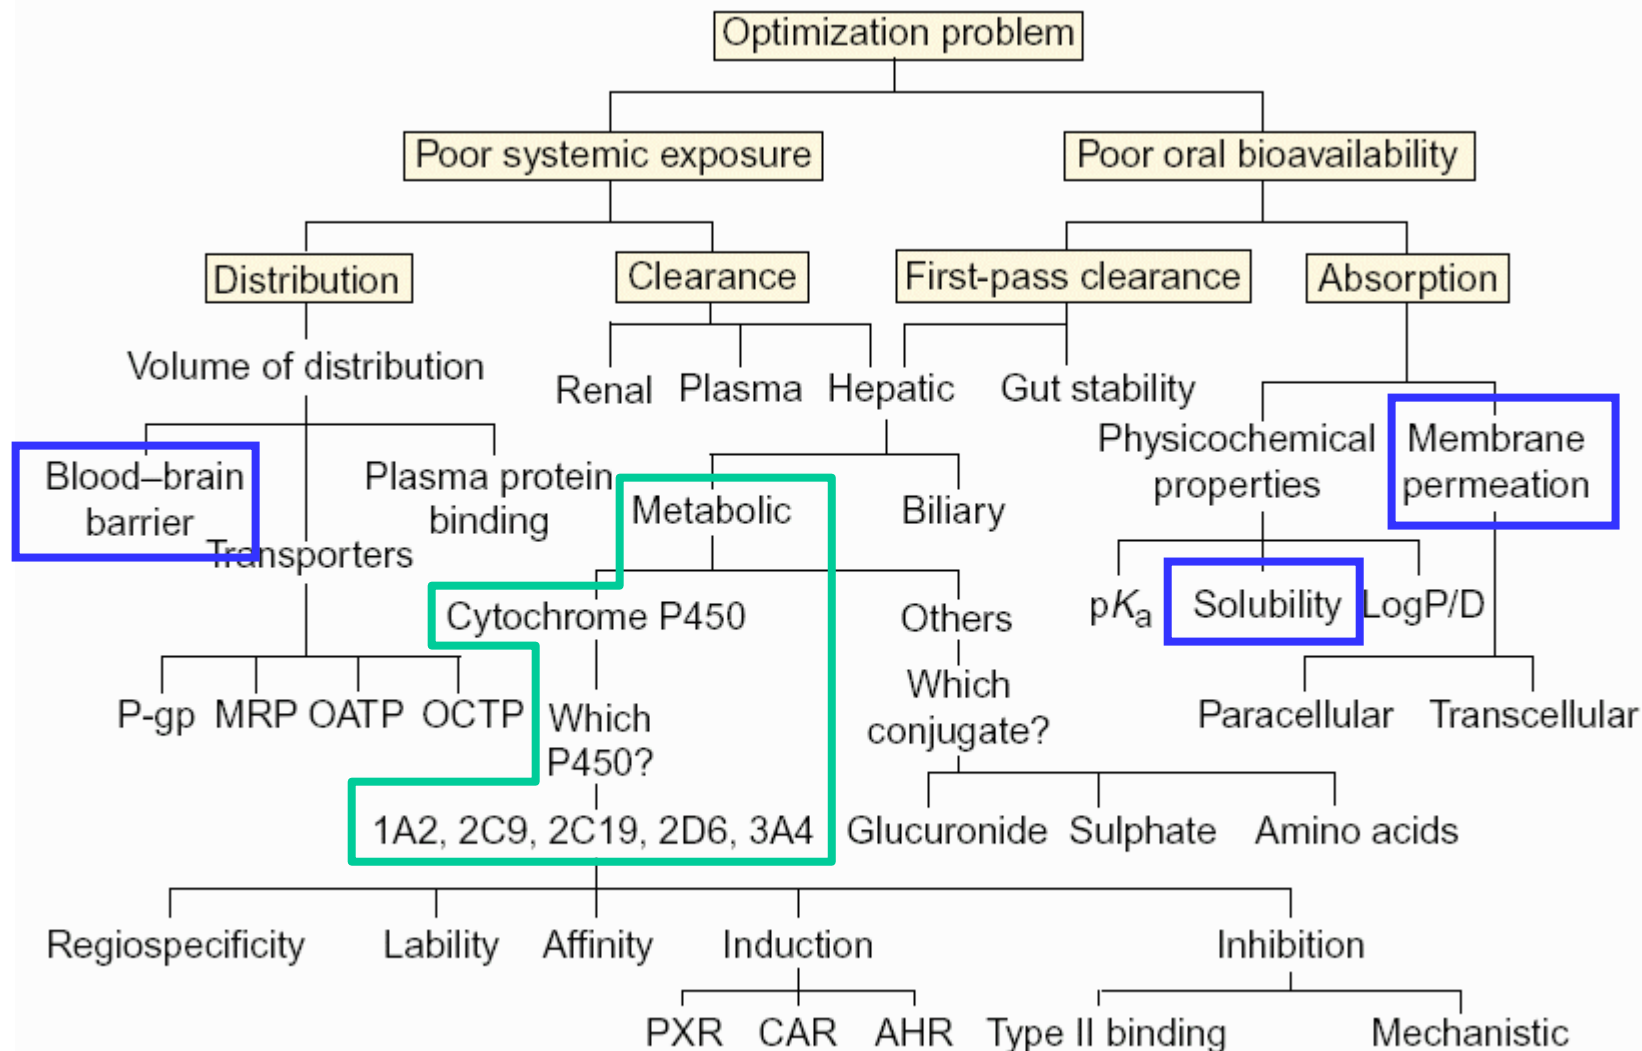 Optimization problem
Poor systemic exposure
Poor oral bioavailability
Distribution
Clearance
First-pass clearance
Absorption
Volume of distribution
Renal
Plasma
Hepatic
Gut stability
Physicochemical
properties
Membrane
permeation
Blood–brain
barrier
Plasma protein
binding
Transporters
Metabolic
Biliary
pKa
Solubility
LogP/D
Cytochrome P450
Others
Which
conjugate?
P-gp
MRP
OATP
OCTP
Which
P450?
Paracellular
Transcellular
1A2, 2C9, 2C19, 2D6, 3A4
Glucuronide
Sulphate
Amino acids
Regiospecificity
Lability
Affinity
Induction
Inhibition
PXR
CAR
AHR
Type II binding
Mechanistic